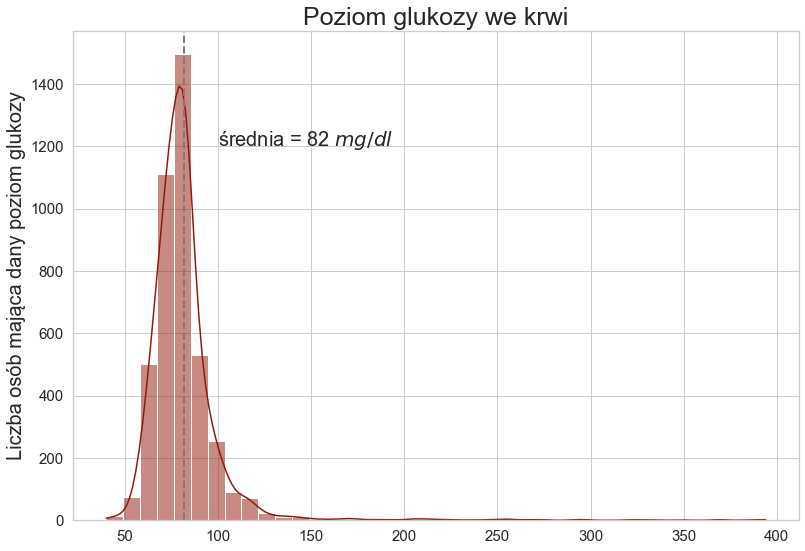 Poziom glukozy we krwi
Liczba osób mająca dany poziom glukozy
1400
1200
1000
800
600
400
200
0
średnia = 82 mg/dl
50 100 150 200 250 300 350 400